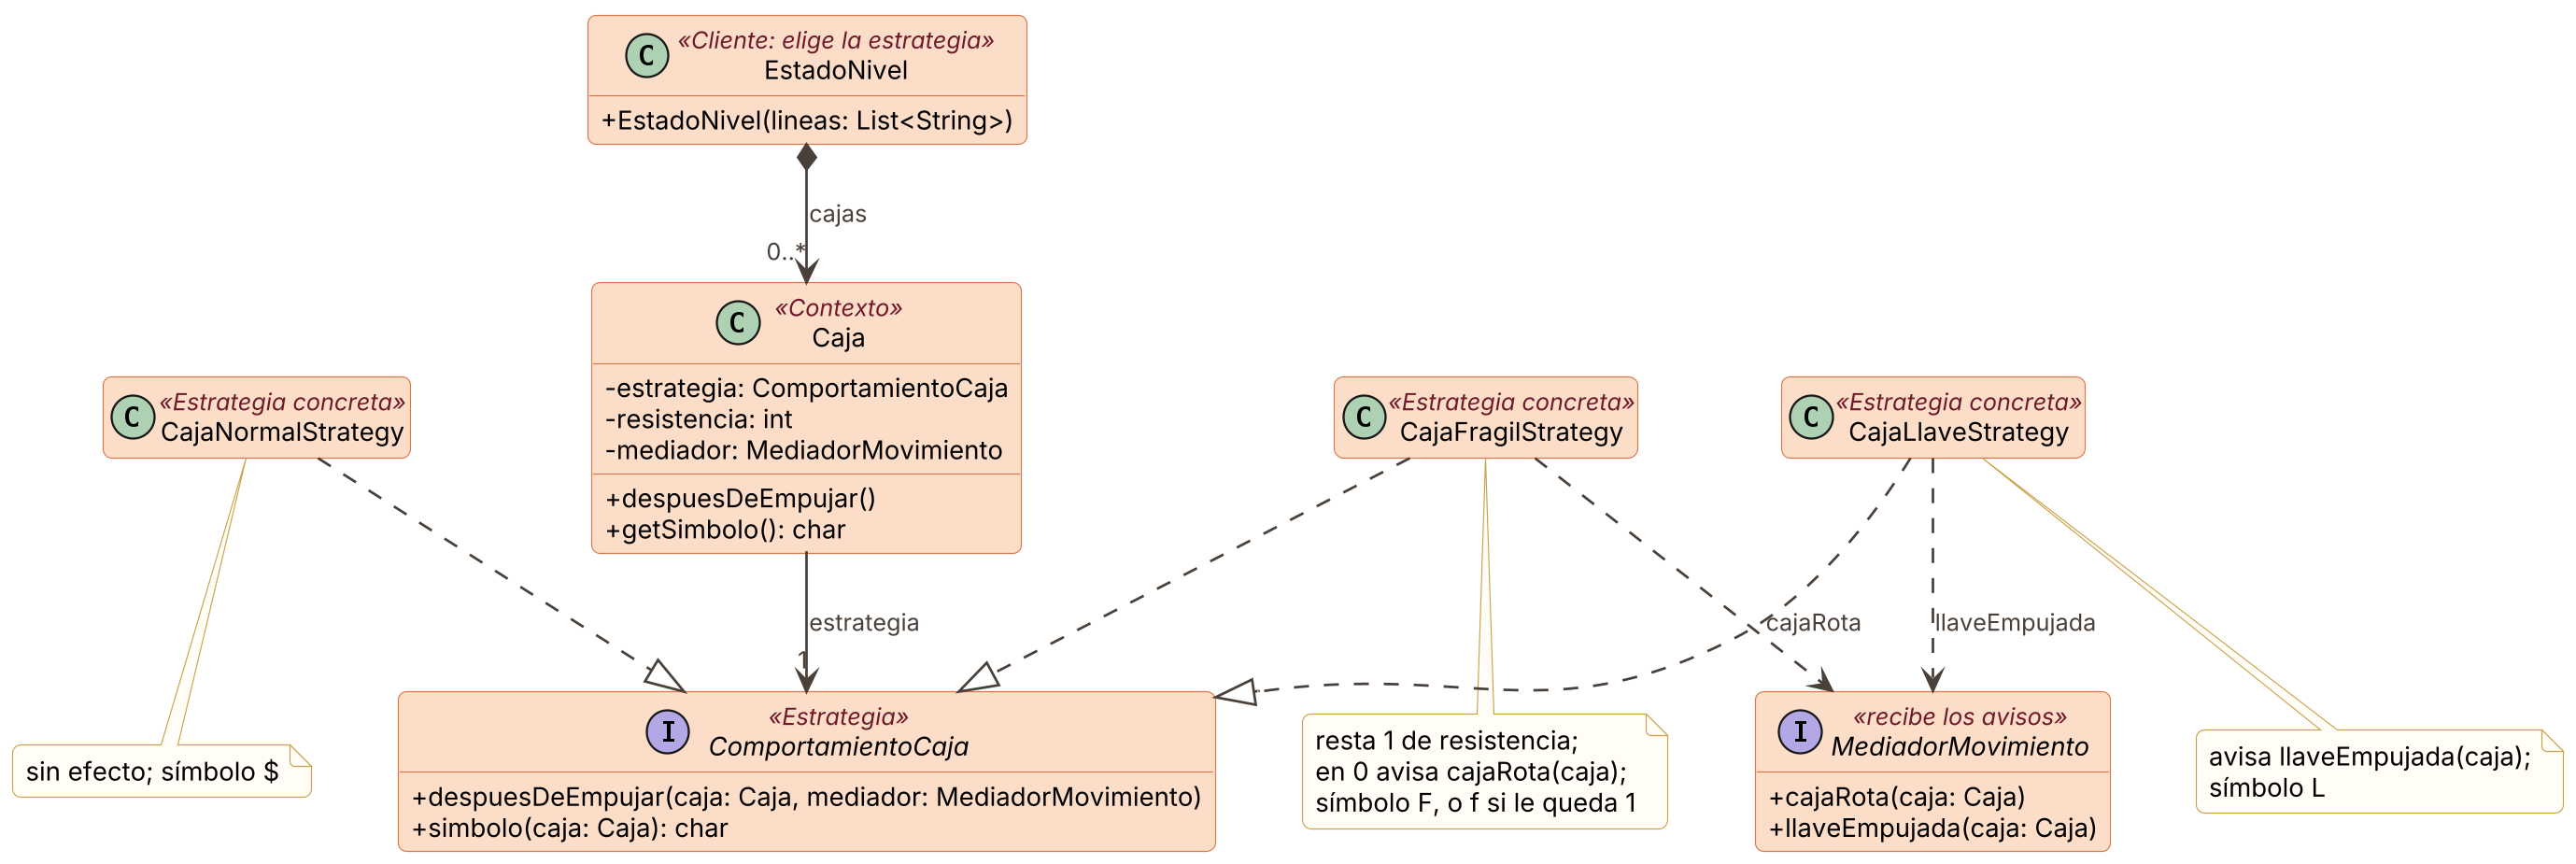 C
«Cliente: elige la estrategia»
EstadoNivel
+EstadoNivel(lineas: List<String>)
cajas
0..*
C
«Contexto»
Caja
-estrategia: ComportamientoCaja
-resistencia: int
-mediador: MediadorMovimiento
+despuesDeEmpujar()
+getSimbolo(): char
C
«Estrategia concreta»
CajaNormalStrategy
C
«Estrategia concreta»
CajaFragilStrategy
C
«Estrategia concreta»
CajaLlaveStrategy
estrategia
1
cajaRota
llaveEmpujada
sin efecto; símbolo $
I
«Estrategia»
ComportamientoCaja
+despuesDeEmpujar(caja: Caja, mediador: MediadorMovimiento)
+simbolo(caja: Caja): char
resta 1 de resistencia;
en 0 avisa cajaRota(caja);
símbolo F, o f si le queda 1
I
«recibe los avisos»
MediadorMovimiento
+cajaRota(caja: Caja)
+llaveEmpujada(caja: Caja)
avisa llaveEmpujada(caja);
símbolo L